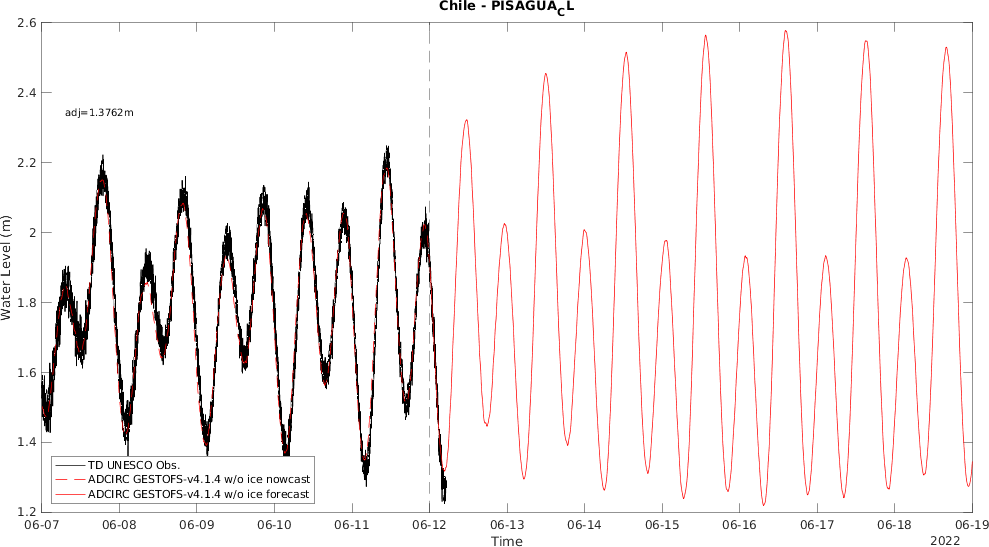 Chile - PISAGUA_CL
2.6
2.4
2.2
2
1.8
1.6
1.4
1.2
Water Level (m)
adj=1.3762m
TD UNESCO Obs.
ADCIRC GESTOFS-v4.1.4 w/o ice nowcast
ADCIRC GESTOFS-v4.1.4 w/o ice forecast
06-07 06-08 06-09 06-10 06-11 06-12 06-13 06-14 06-15 06-16 06-17 06-18 06-19
Time
2022